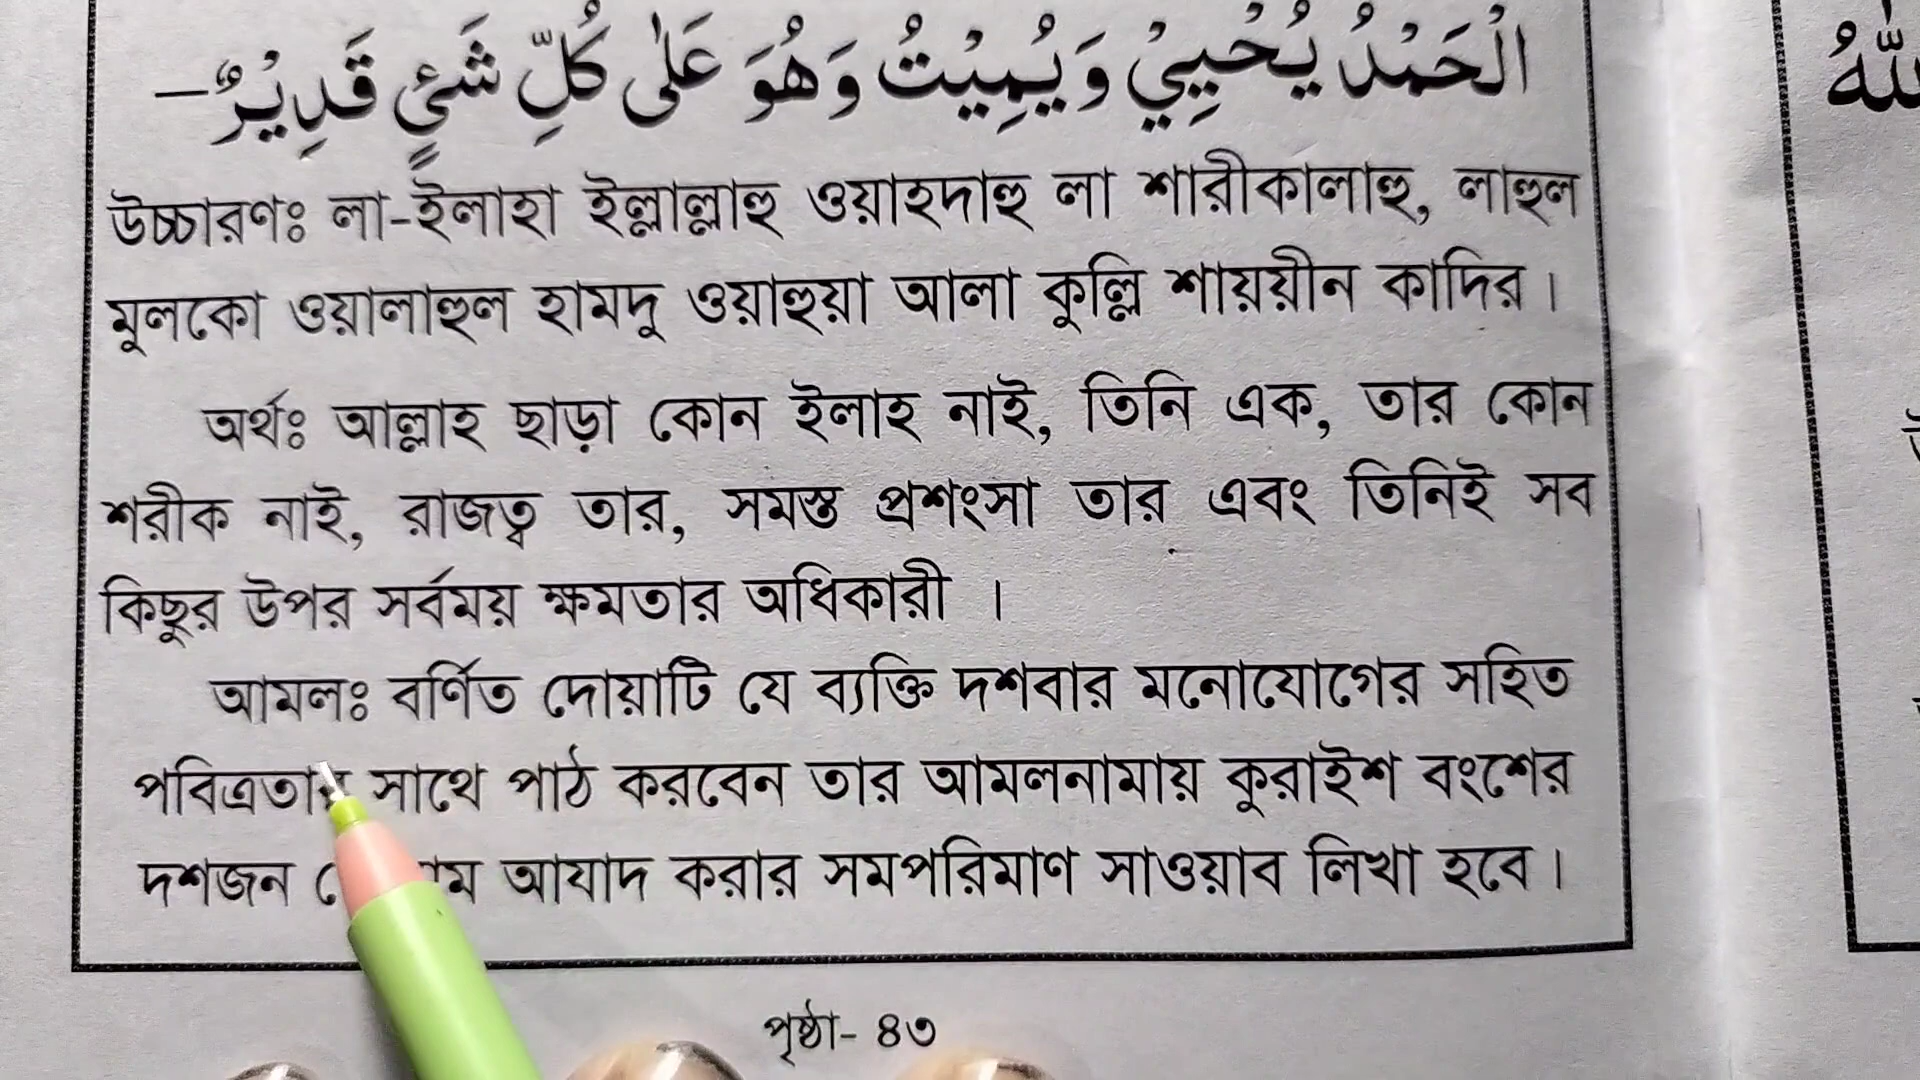 الْحَمْدُ يُحْيِيْ وَيُمِيْتُ وَهُوَ عَلٰى كُلِّ شَیْءٍ قَدِيْرٌ–
উচ্চারণঃ লা-ইলাহা ইল্লাল্লাহু ওয়াহদাহু লা শারীকালাহু, লাহুল
মুলকো ওয়ালাহুল হামদু ওয়াহুয়া আলা কুল্লি শায়য়ীন কাদির।
অর্থঃ আল্লাহ ছাড়া কোন ইলাহ নাই, তিনি এক, তার কোন
শরীক নাই, রাজত্ব তার, সমস্ত প্রশংসা তার এবং তিনিই সব
কিছুর উপর সর্বময় ক্ষমতার অধিকারী ।
আমলঃ বর্ণিত দোয়াটি যে ব্যক্তি দশবার মনোযোগের সহিত
পবিত্রতার সাথে পাঠ করবেন তার আমলনামায় কুরাইশ বংশের
দশজন আযাদ করার সমপরিমাণ সাওয়াব লিখা হবে।
পৃষ্ঠা- ৪৩